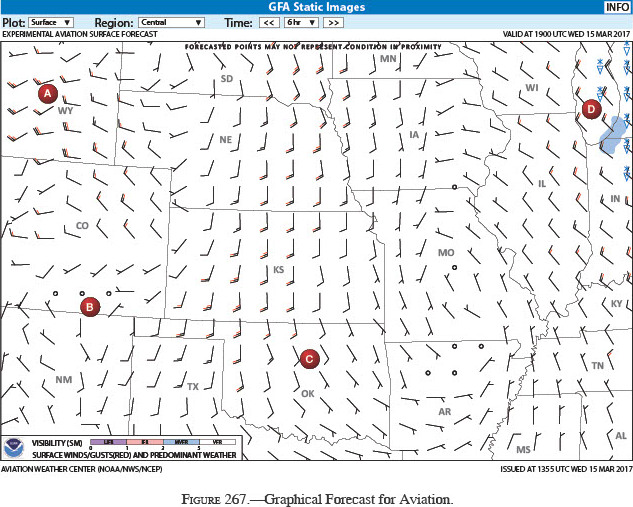 GFA Static Images
INFO
Plot: Surface Region: Central Time: << 6hr >>
EXPERIMENTAL AVIATION SURFACE FORECAST VALID AT 1900 UTC WED 15 MAR 2017
FORECASTED POINTS MAY NOT REPRESENT CONDITION IN PROXIMITY
MN
SD
WI
A
WY
D
NE
IA
IL
IN
CO
MO
KS
B
KY
C
TN
NM
TX
OK
AR
MS
AL
VISIBILITY (SM) LIFR IFR MVFR VFR
1 3 5
SURFACE WINDS/GUSTS(RED) AND PREDOMINANT WEATHER
AVIATION WEATHER CENTER (NOAA/NWS/NCEP) ISSUED AT 1355 UTC WED 15 MAR 2017
FIGURE 267.—Graphical Forecast for Aviation.